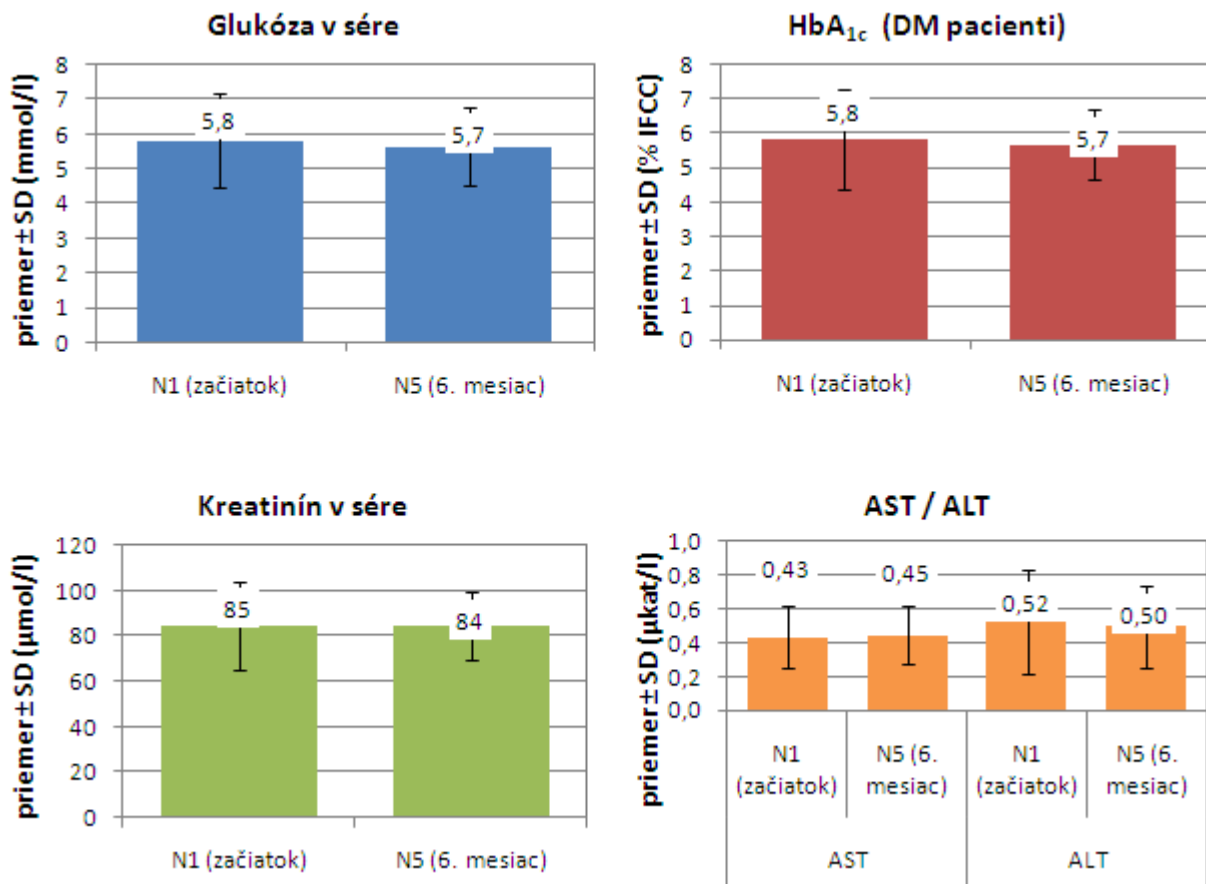 Glukóza v sére
priemer±SD (mmol/l)
8
7
6
5
4
3
2
1
0
5,8
5,7
N1 (začiatok)
N5 (6. mesiac)
HbA1c (DM pacienti)
priemer±SD (% IFCC)
8
7
6
5
4
3
2
1
0
5,8
5,7
N1 (začiatok)
N5 (6. mesiac)
Kreatinín v sére
priemer±SD (µmol/l)
120
100
80
60
40
20
0
85
84
N1 (začiatok)
N5 (6. mesiac)
AST / ALT
priemer±SD (µkat/l)
1,0
0,8
0,6
0,4
0,2
0,0
0,43
0,45
0,52
0,50
N1
(začiatok)
N5 (6.
mesiac)
N1
(začiatok)
N5 (6.
mesiac)
AST
ALT